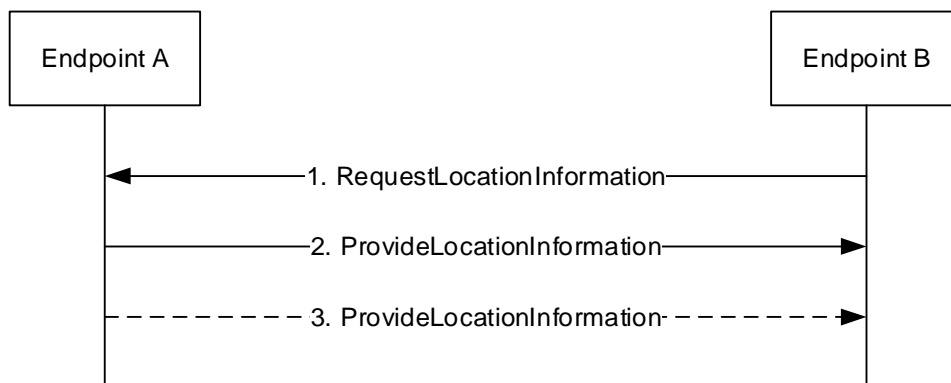 Endpoint A
Endpoint B
1. RequestLocationInformation
2. ProvideLocationInformation
3. ProvideLocationInformation